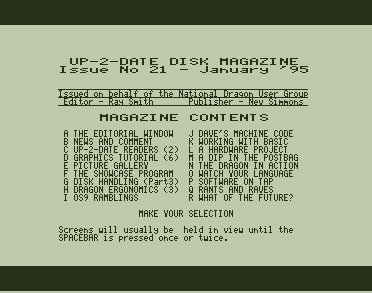 UP-2-DATE DISK MAGAZINE
Issue No 21 - January '95
Issued on behalf of the National Dragon User Group
Editor - Ray Smith Publisher - Nev Simmons
MAGAZINE CONTENTS
A THE EDITORIAL WINDOW J DAVE'S MACHINE CODE
B NEWS AND COMMENT K WORKING WITH BASIC
C UP-2-DATE READERS (2) L A HARDWARE PROJECT
D GRAPHICS TUTORIAL (6) M A DIP IN THE POSTBAG
E PICTURE GALLERY N THE DRAGON IN ACTION
F THE SHOWCASE PROGRAM O WATCH YOUR LANGUAGE
G DISK HANDLING (Part3) P SOFTWARE ON TAP
H DRAGON ERGONOMICS (3) Q RANTS AND RAVES
I OS9 RAMBLINGS R WHAT OF THE FUTURE?
MAKE YOUR SELECTION
Screens will usually be held in view until the
SPACEBAR is pressed once or twice.